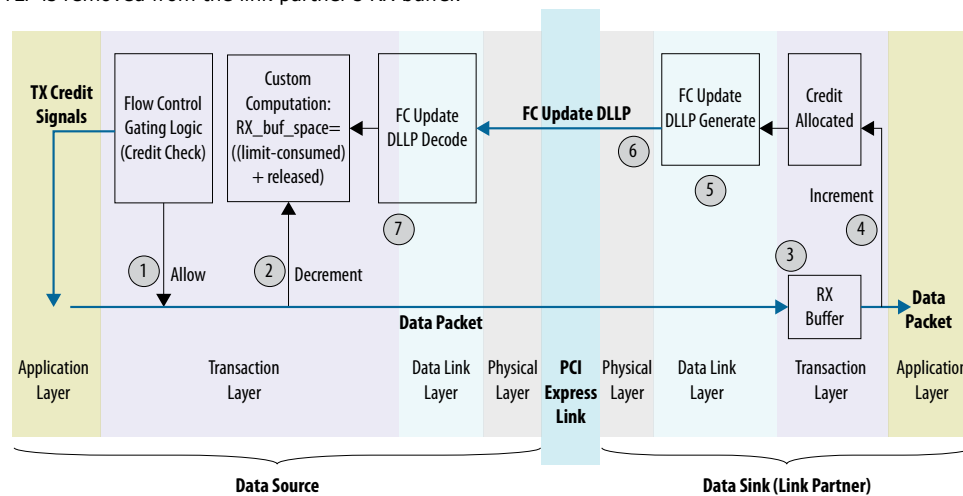 TX Credit
Signals
Flow Control
Gating Logic
(Credit Check)
Custom
Computation:
RX_buf_space=
((limit-consumed)
+ released)
FC Update
DLLP Decode
FC Update DLLP
FC Update
DLLP Generate
Credit
Allocated
6
5
Increment
7
4
3
1
Allow
2
Decrement
RX
Buffer
Data
Packet
Data Packet
Application
Layer
Transaction
Layer
Data Link
Layer
Physical
Layer
PCI
Express
Link
Physical
Layer
Data Link
Layer
Transaction
Layer
Application
Layer
Data Source
Data Sink (Link Partner)